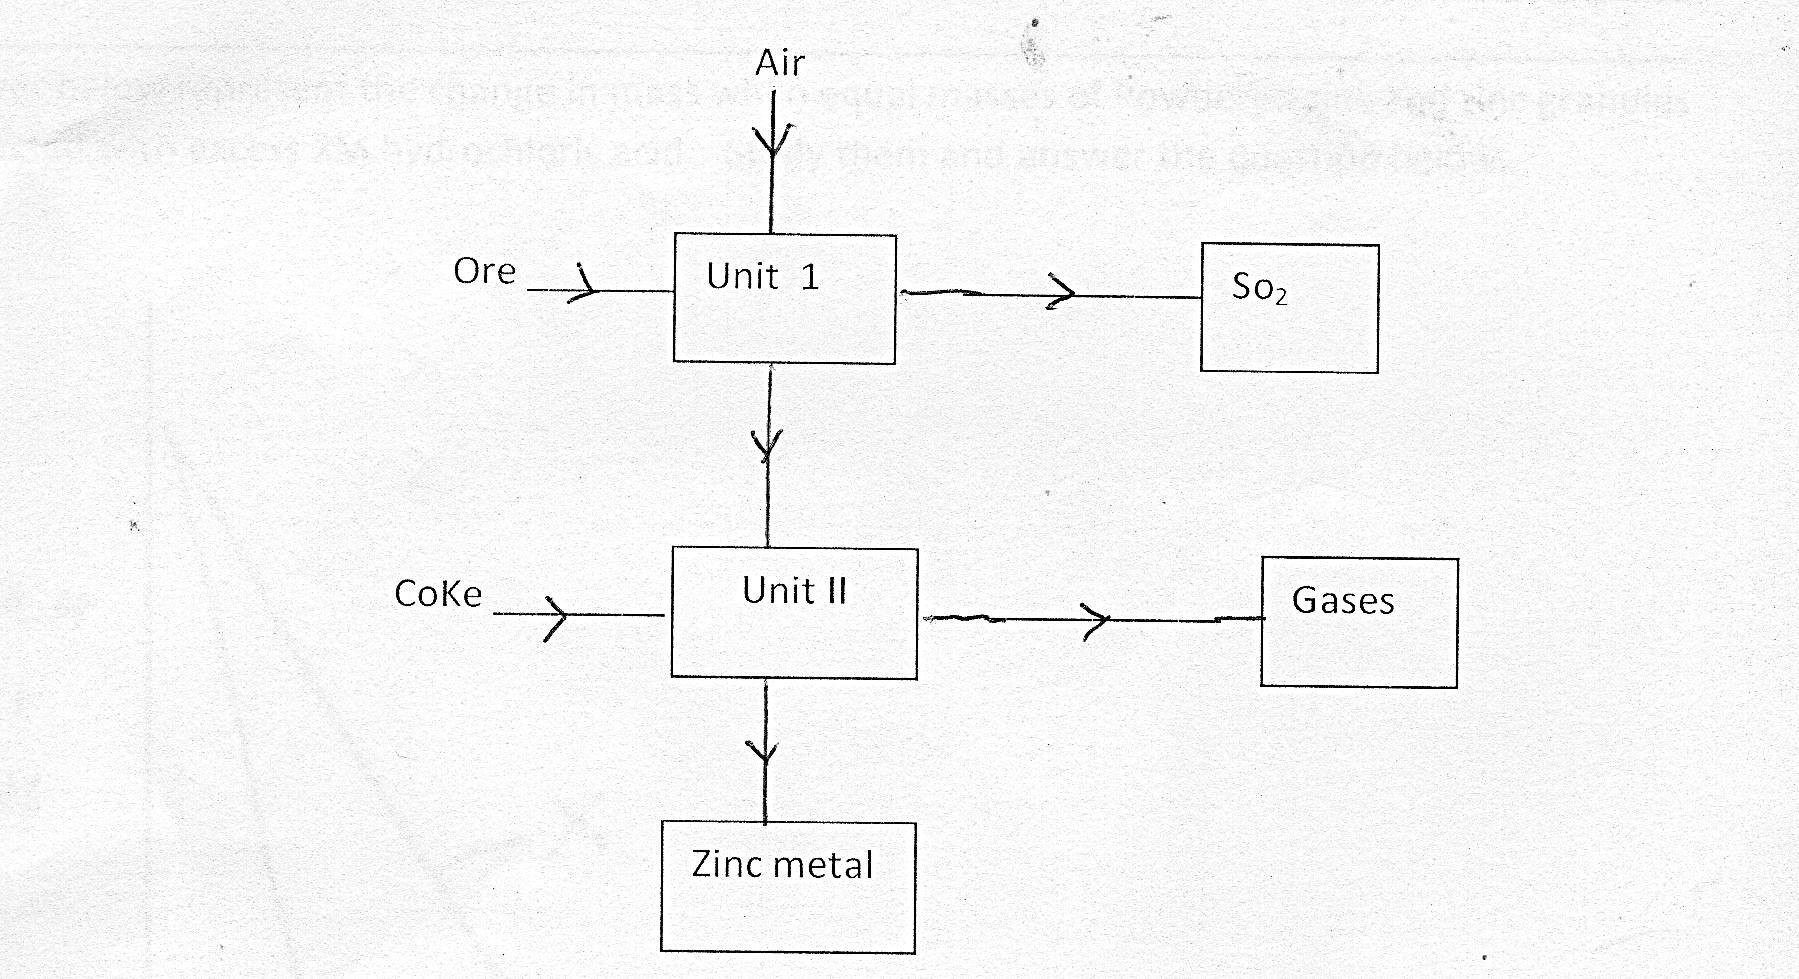 Air
Ore
Unit 1
So₂
CoKe
Unit II
Gases
Zinc metal